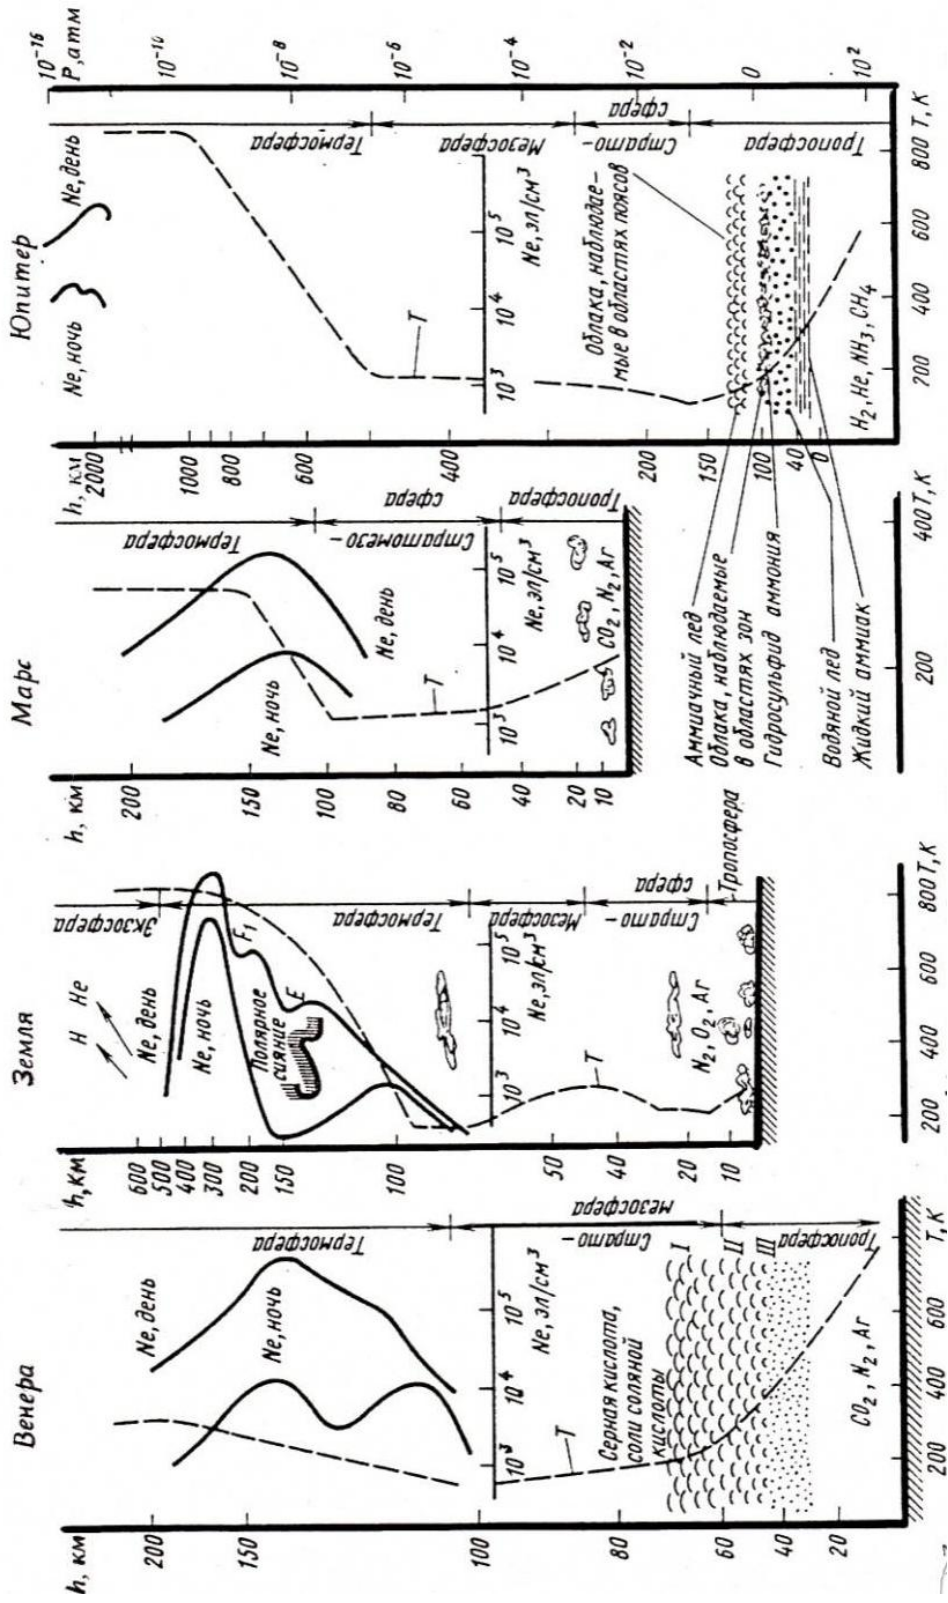 Венера
h, км
200
100
60
40
20
Ne, день
Ne, ночь
Термосфера
Страто-
мезосфера
Тропосфера
Ne, эл/см³
10³
10⁴
10⁵
T
Серная кислота,
соли соляной
кислоты
I
II
III
CO₂, N₂, Ar
200
400
600
T, К
Земля
h, км
600
500
400
300
200
150
100
50
40
20
10
H
He
Ne, день
Ne, ночь
Полярное
сияние
F₁
E
Экзосфера
Термосфера
Мезосфера
Страто-
сфера
Тропосфера
Ne, эл/см³
10³
10⁴
10⁵
T
N₂, O₂, Ar
200
400
600
800 T, К
Марс
h, км
200
150
100
80
60
40
20
10
Ne, ночь
Ne, день
Термосфера
Стратомезо-
сфера
Тропосфера
T
Ne, эл/см³
10³
10⁴
10⁵
CO₂, N₂, Ar
200
400 T, К
Юпитер
h, км
2000
1000
800
600
400
200
150
100
40
0
Ne, ночь
Ne, день
Термосфера
Мезосфера
Страто-
сфера
Тропосфера
T
Ne, эл/см³
10³
10⁴
10⁵
Облака, наблюдае-
мые в областях поясов
Аммиачный лед
Облака, наблюдаемые
в областях зон
Гидросульфид аммония
Водяной лед
Жидкий аммиак
H₂, He, NH₃, CH₄
200
400
600
800 T, К
P, атм
10⁻¹⁶
10⁻¹⁰
10⁻⁸
10⁻⁶
10⁻⁴
10⁻²
0
10²